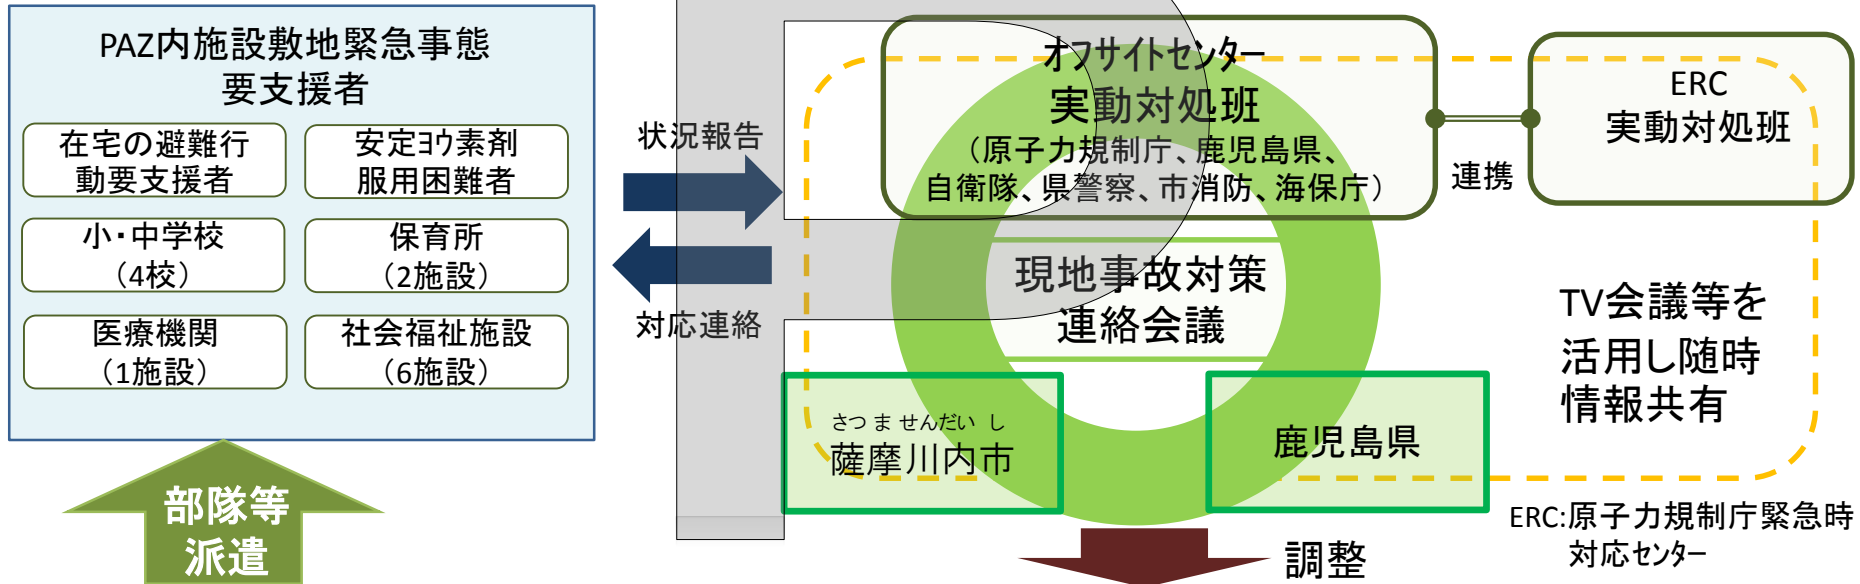 PAZ内施設敷地緊急事態
要支援者
在宅の避難行
動要支援者
安定ヨウ素剤
服用困難者
小・中学校
（4校）
保育所
（2施設）
医療機関
（1施設）
社会福祉施設
（6施設）
部隊等
派遣
状況報告
対応連絡
オフサイトセンター
実動対処班
（原子力規制庁、鹿児島県、
自衛隊、県警察、市消防、海保庁）
連携
ERC
実動対処班
現地事故対策
連絡会議
TV会議等を
活用し随時
情報共有
さつ ま せんだい し
薩摩川内市
鹿児島県
ERC:原子力規制庁緊急時
対応センター
調整